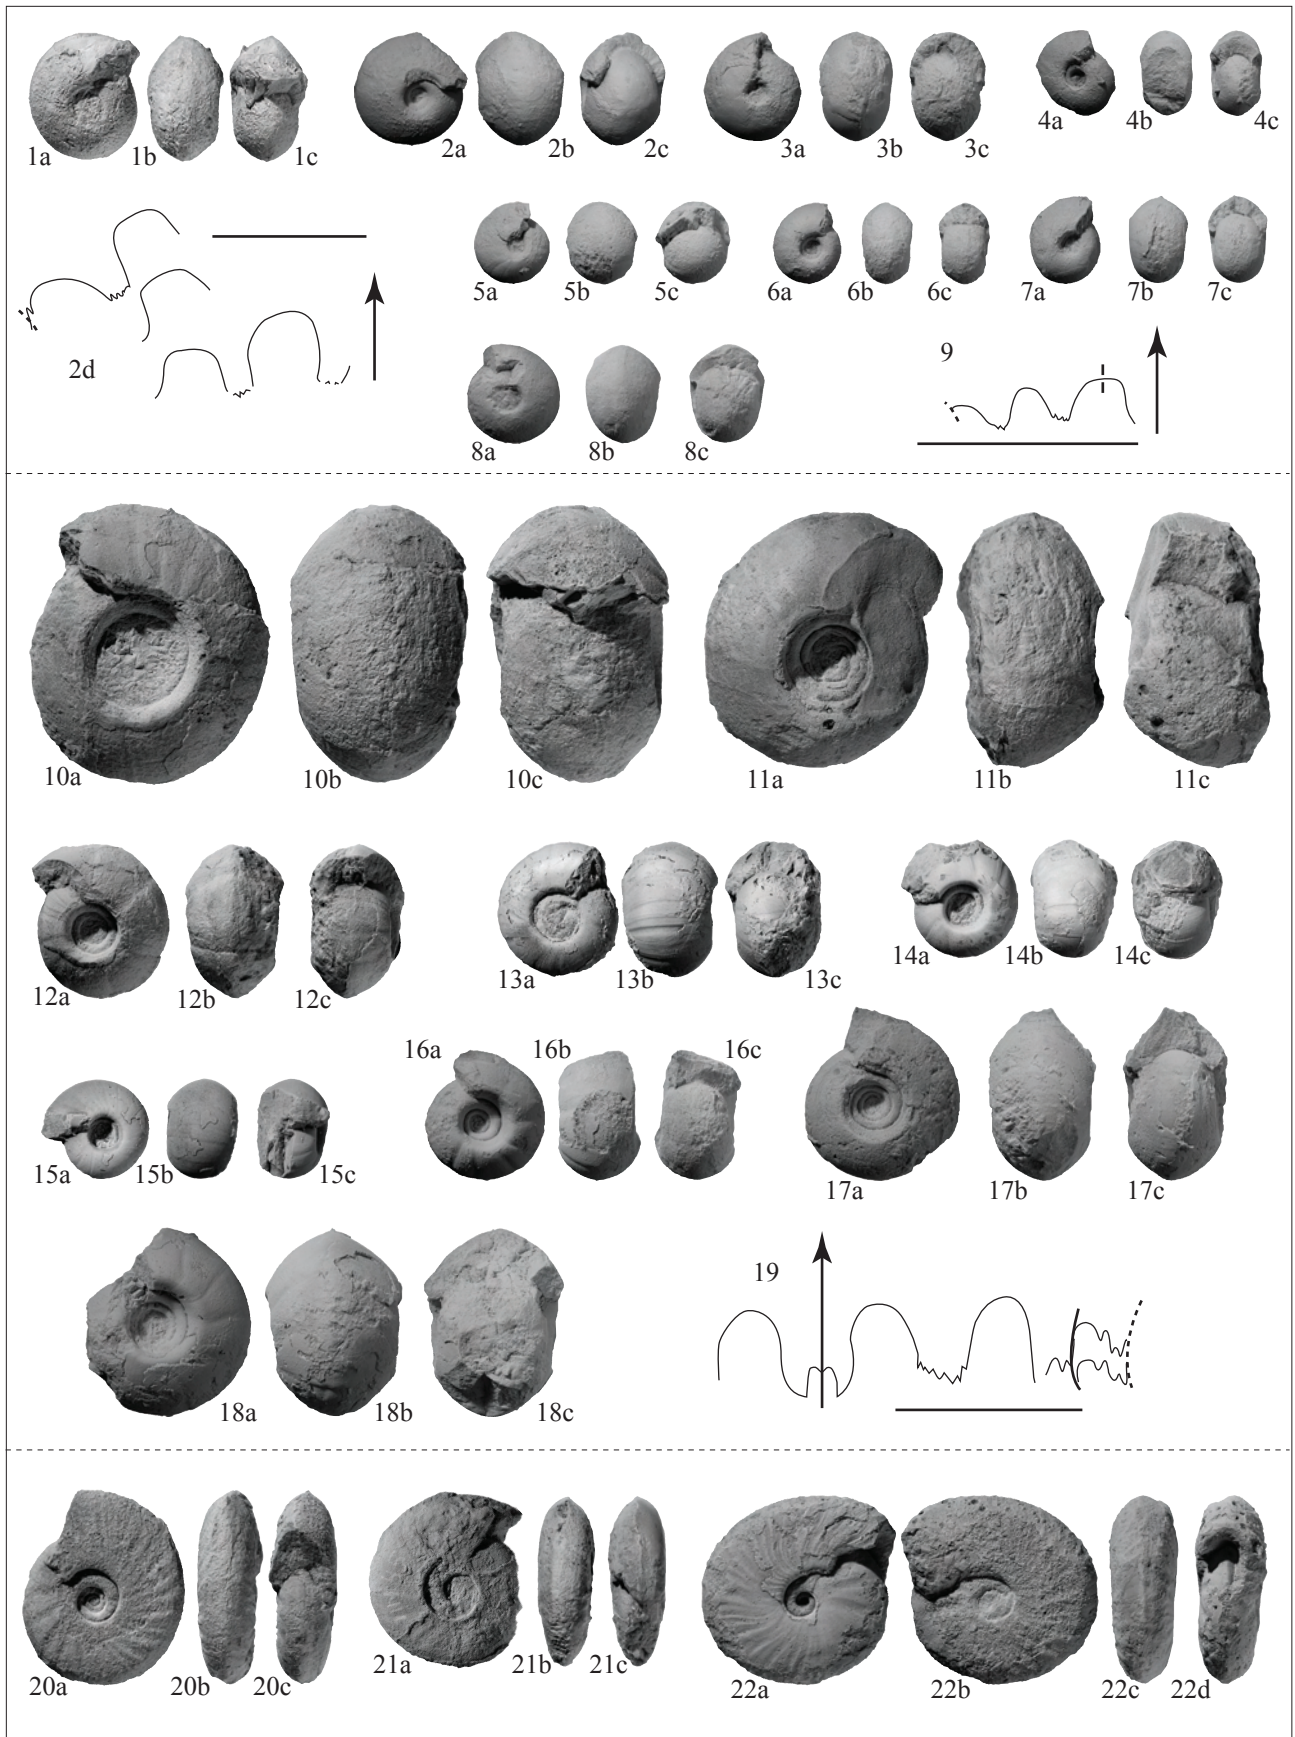 1a 1b 1c 2a 2b 2c 3a 3b 3c 4a 4b 4c
2d 5a 5b 5c 6a 6b 6c 7a 7b 7c
8a 8b 8c 9
10a 10b 10c 11a 11b 11c
12a 12b 12c 13a 13b 13c 14a 14b 14c
15a 15b 15c 16a 16b 16c 17a 17b 17c
18a 18b 18c 19
20a 20b 20c 21a 21b 21c 22a 22b 22c 22d